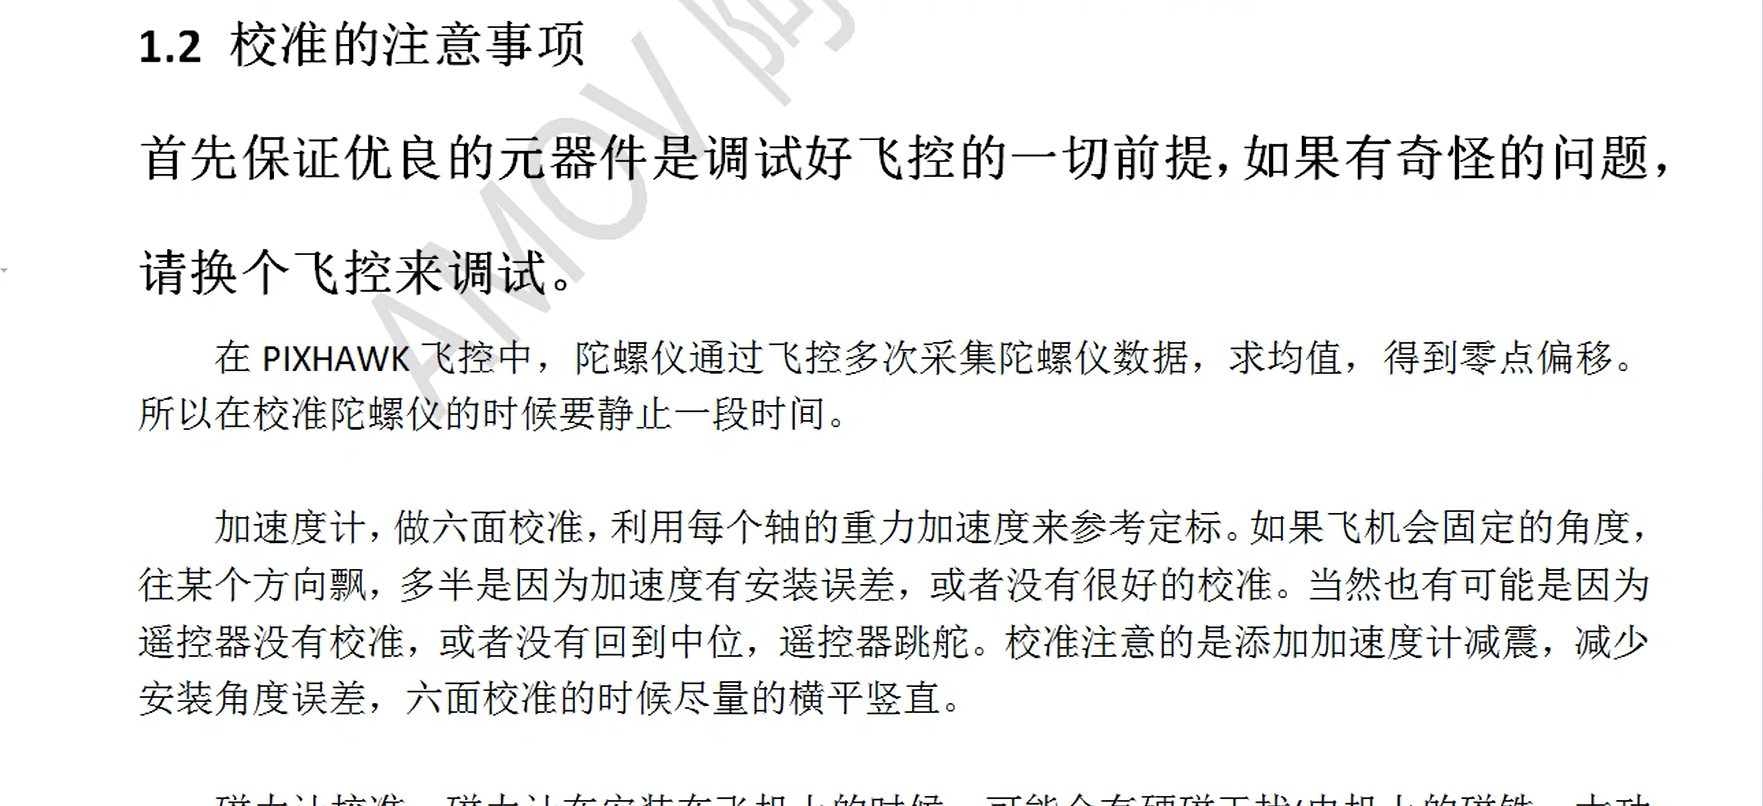 1.2 校准的注意事项
首先保证优良的元器件是调试好飞控的一切前提，如果有奇怪的问题，
请换个飞控来调试。
在 PIXHAWK 飞控中，陀螺仪通过飞控多次采集陀螺仪数据，求均值，得到零点偏移。
所以在校准陀螺仪的时候要静止一段时间。
加速度计，做六面校准，利用每个轴的重力加速度来参考定标。如果飞机会固定的角度，
往某个方向飘，多半是因为加速度有安装误差，或者没有很好的校准。当然也有可能是因为
遥控器没有校准，或者没有回到中位，遥控器跳舵。校准注意的是添加加速度计减震，减少
安装角度误差，六面校准的时候尽量的横平竖直。
AMOV 阿